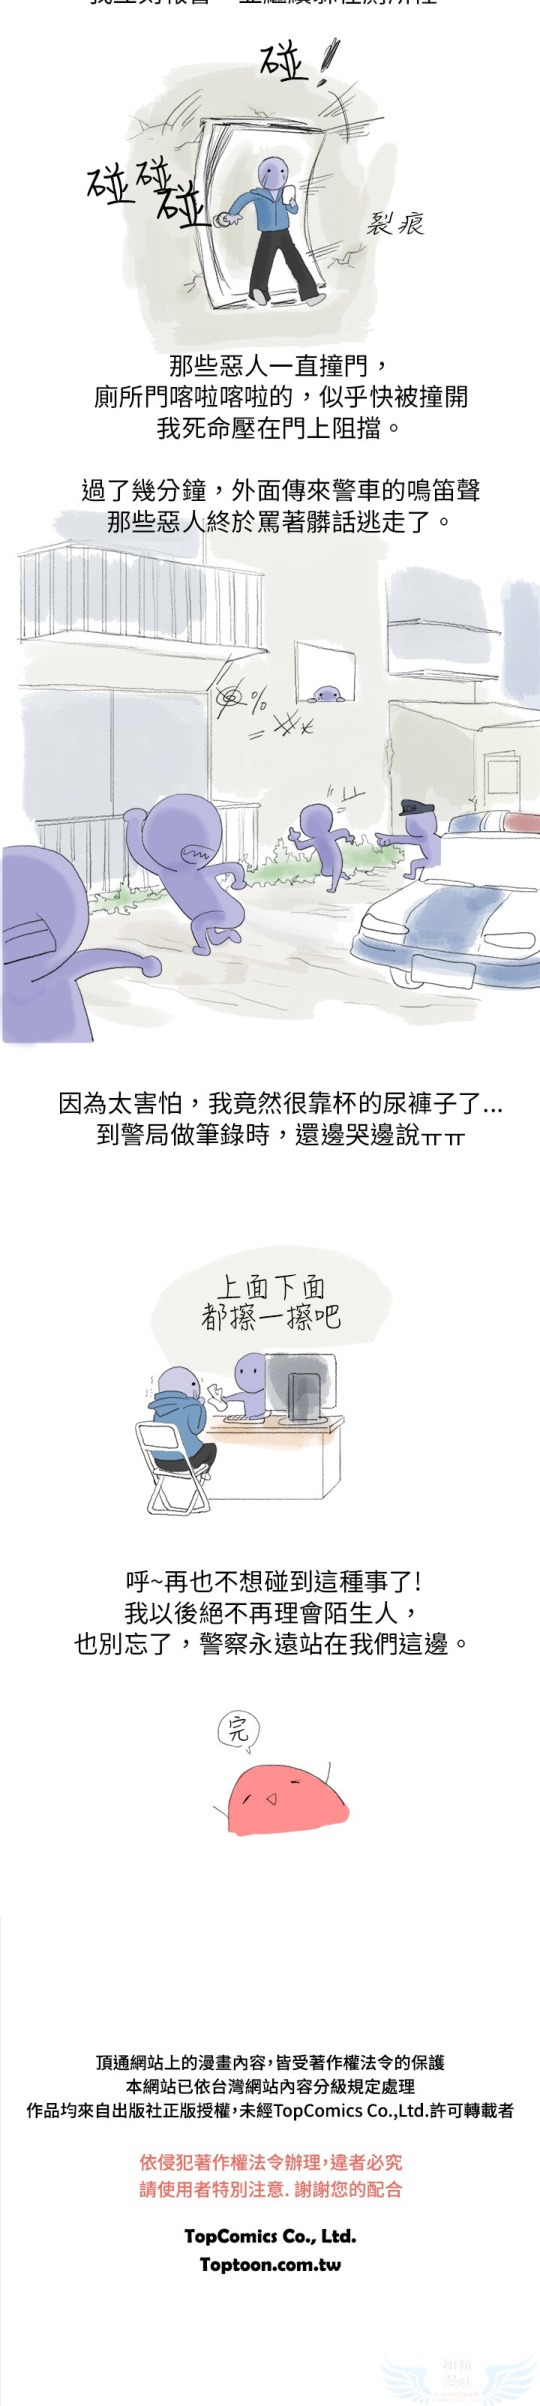 碰!
碰碰碰
裂痕
那些惡人一直撞門，
廁所門喀啦喀啦的，似乎快被撞開
我死命壓在門上阻擋。
過了幾分鐘，外面傳來警車的鳴笛聲
那些惡人終於罵著髒話逃走了。
因為太害怕，我竟然很靠杯的尿褲子了...
到警局做筆錄時，還邊哭邊說ㅠㅠ
上面下面
都擦一擦吧
呼~再也不想碰到這種事了!
我以後絕不再理會陌生人，
也別忘了，警察永遠站在我們這邊。
完
頂通網站上的漫畫內容，皆受著作權法令的保護
本網站已依台灣網站內容分級規定處理
作品均來自出版社正版授權，未經TopComics Co.,Ltd.許可轉載者
依侵犯著作權法令辦理，違者必究
請使用者特別注意. 謝謝您的配合
TopComics Co., Ltd.
Toptoon.com.tw